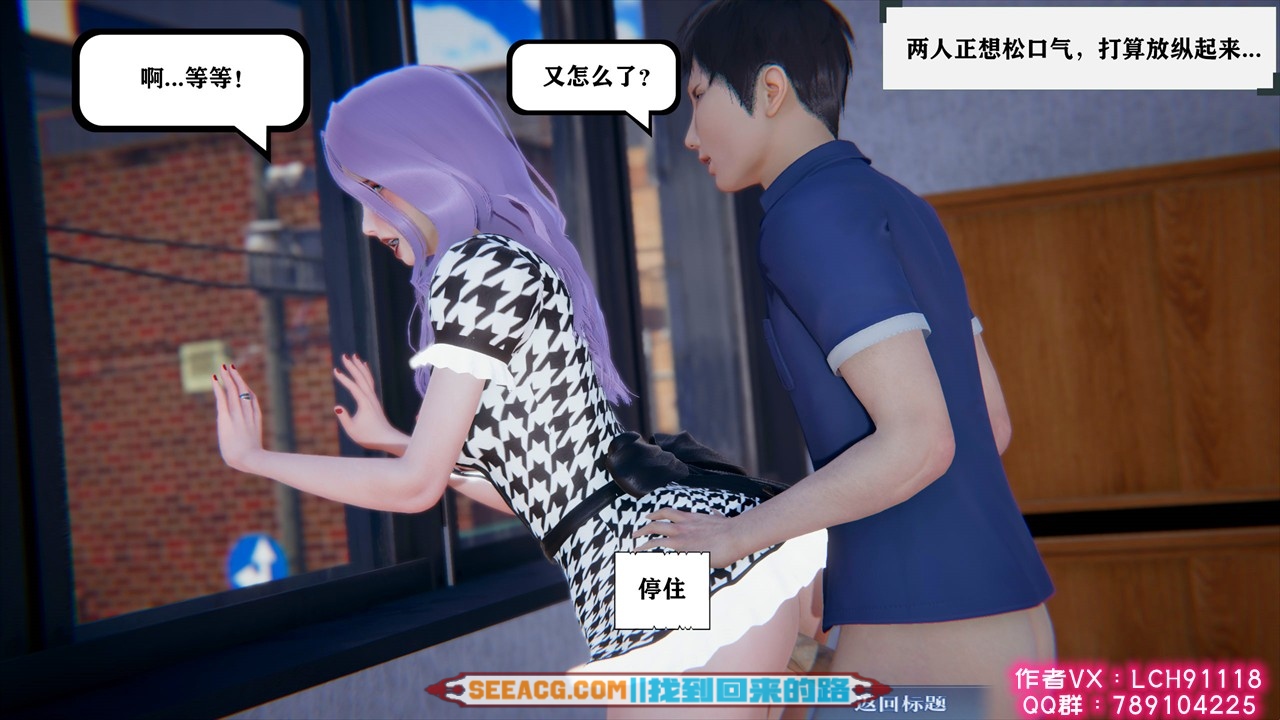 两人正想松口气，打算放纵起来...
啊...等等！
又怎么了？
停住
SEEACG.COM||找到回来的路
返回标题
作者VX：LCH91118
QQ群：789104225